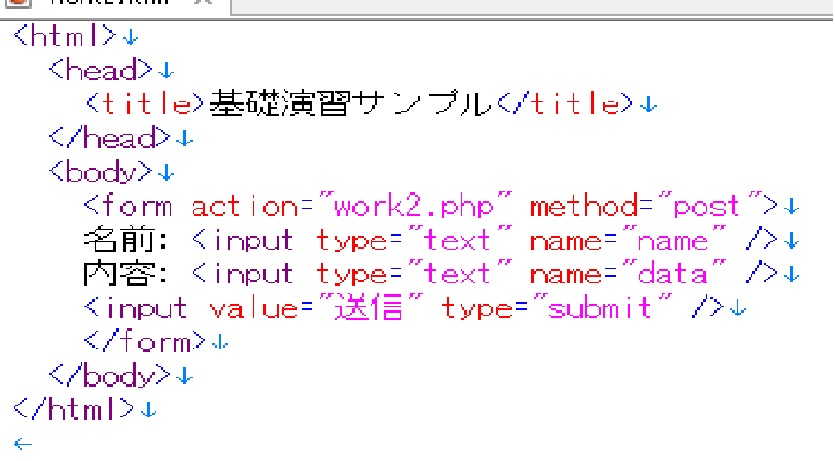 <html>↓
<head>↓
<title>基礎演習サンプル</title>↓
</head>↓
<body>↓
<form action="work2.php" method="post">↓
名前: <input type="text" name="name" />↓
内容: <input type="text" name="data" />↓
<input value="送信" type="submit" />↓
</form>↓
</body>↓
</html>↓
←